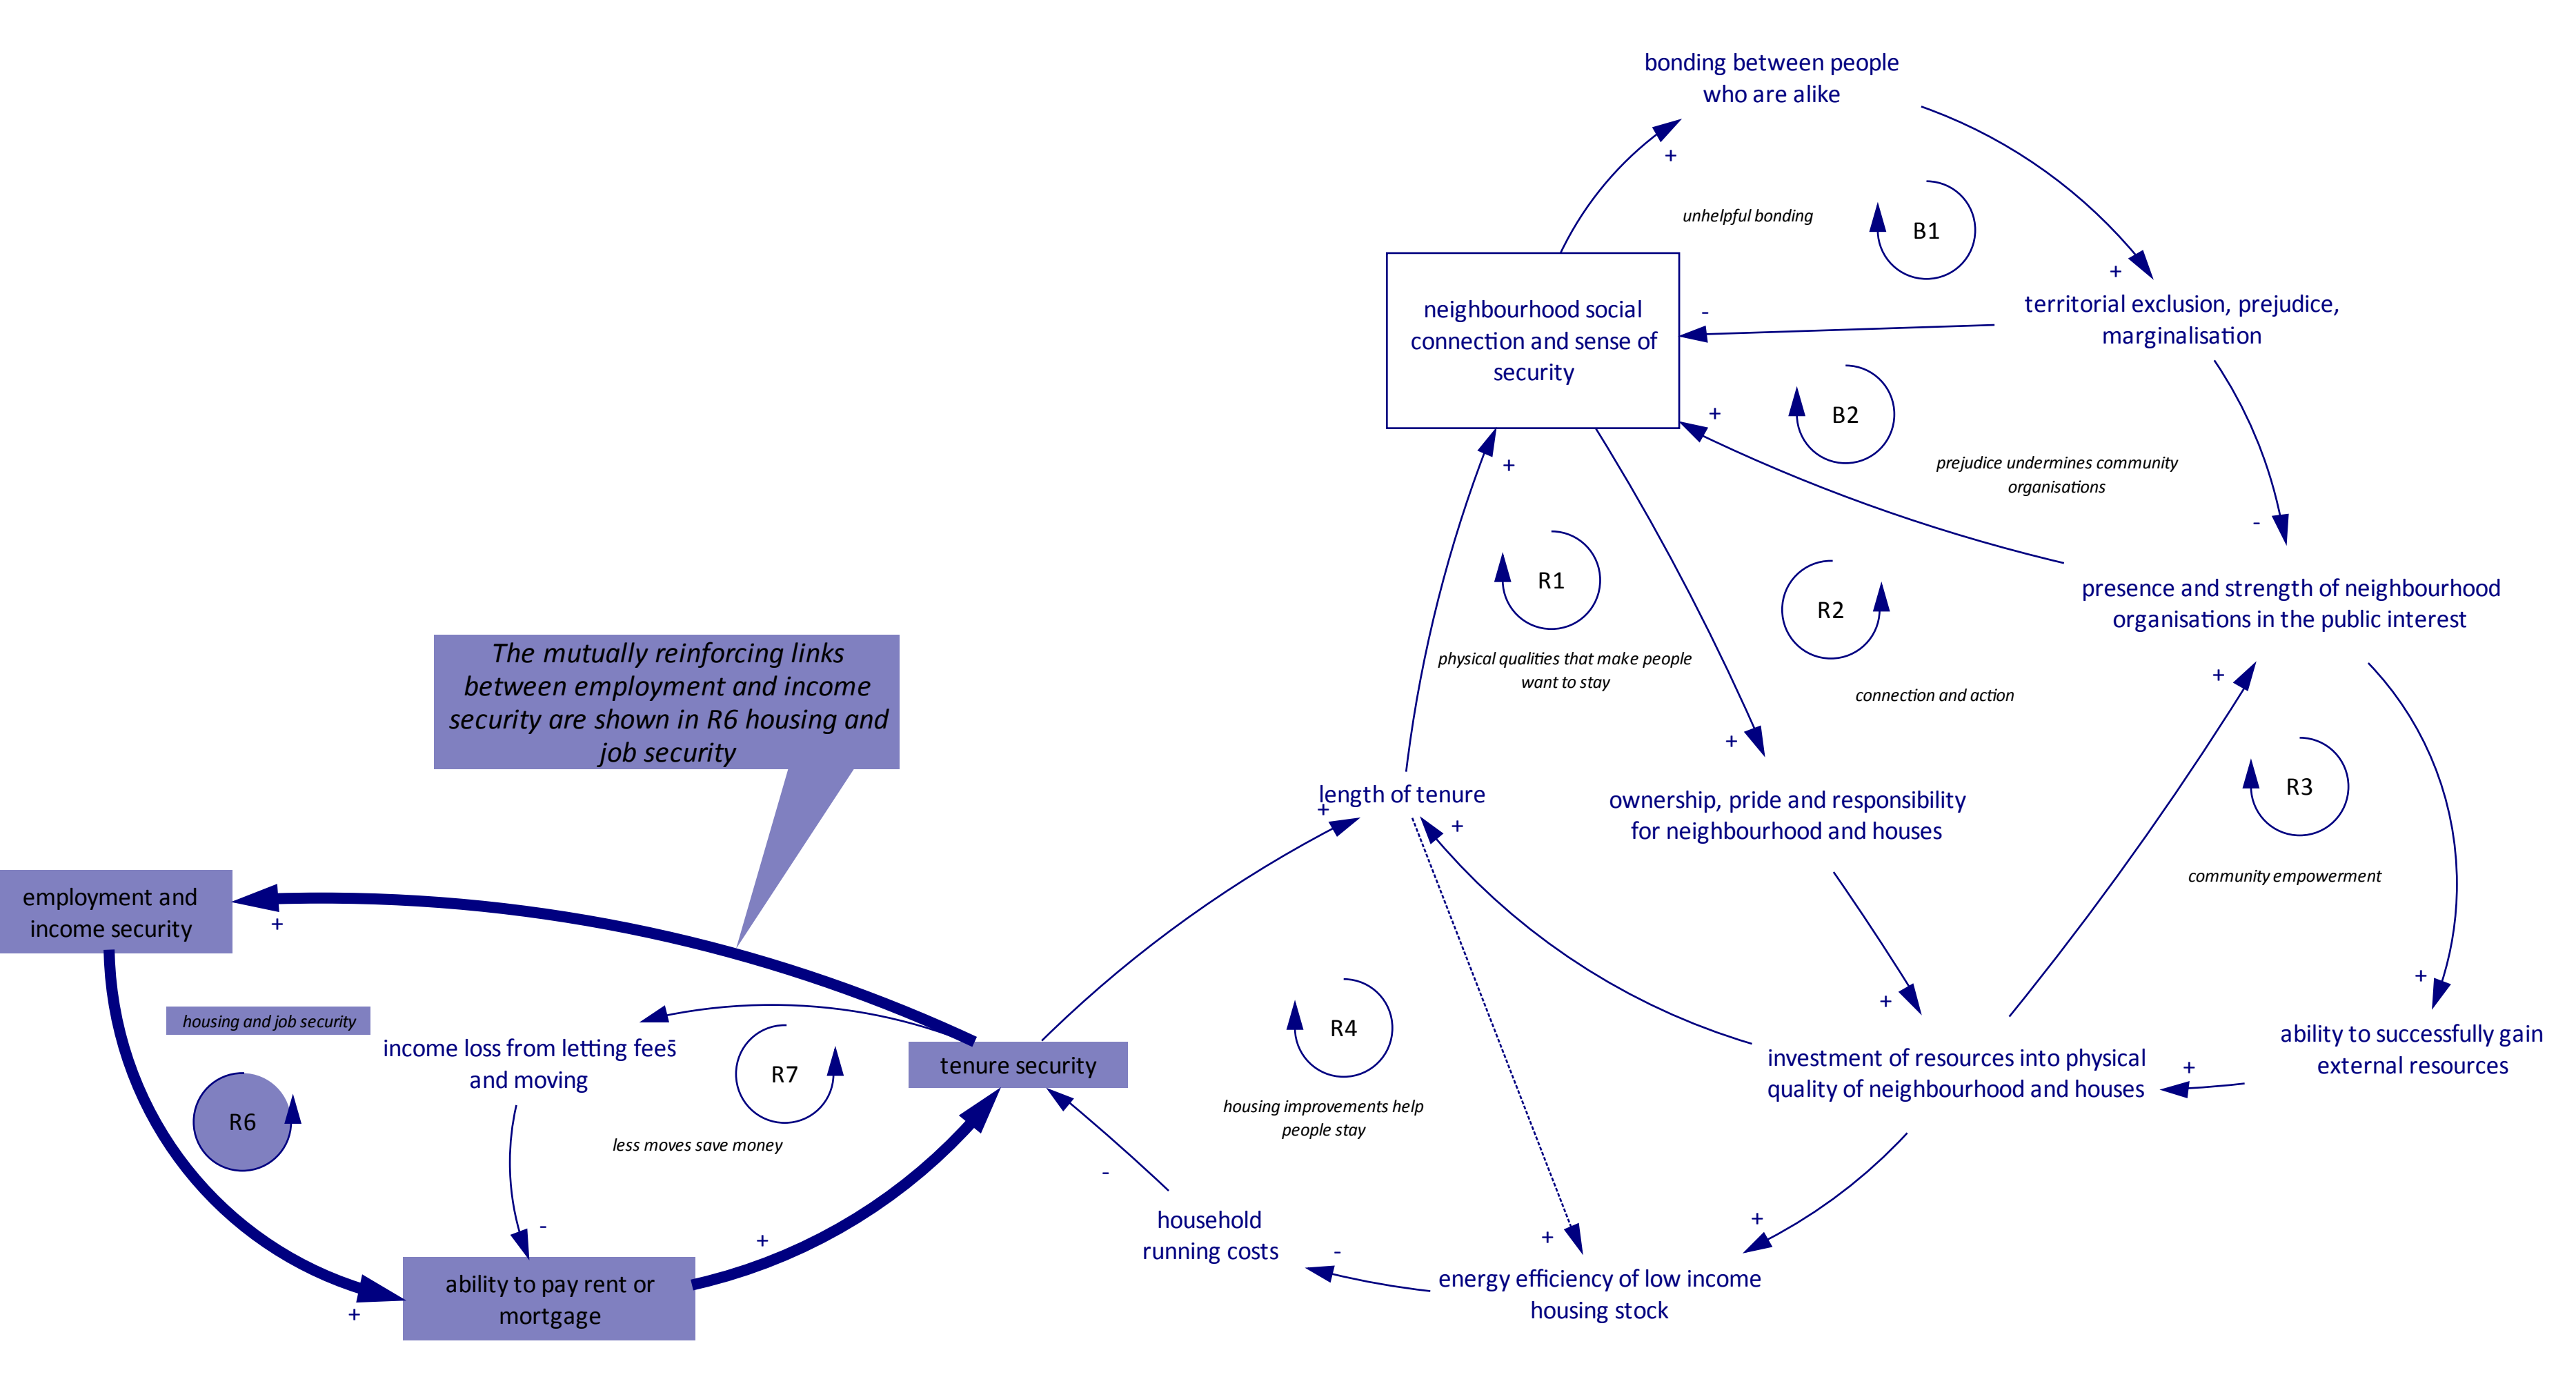 bonding between people
who are alike
+
unhelpful bonding
B1
+
neighbourhood social
connection and sense of
security
-
territorial exclusion, prejudice,
marginalisation
+
B2
prejudice undermines community
organisations
+
-
R1
R2
presence and strength of neighbourhood
organisations in the public interest
physical qualities that make people
want to stay
connection and action
+
The mutually reinforcing links
between employment and income
security are shown in R6 housing and
job security
+
R3
length of tenure
+
+
ownership, pride and responsibility
for neighbourhood and houses
community empowerment
employment and
income security
+
+
+
housing and job security
income loss from letting fees
-
and moving
R7
tenure security
R4
investment of resources into physical
quality of neighbourhood and houses
+
ability to successfully gain
external resources
R6
less moves save money
housing improvements help
people stay
-
-
+
household
running costs
-
+
+
energy efficiency of low income
housing stock
ability to pay rent or
mortgage
+